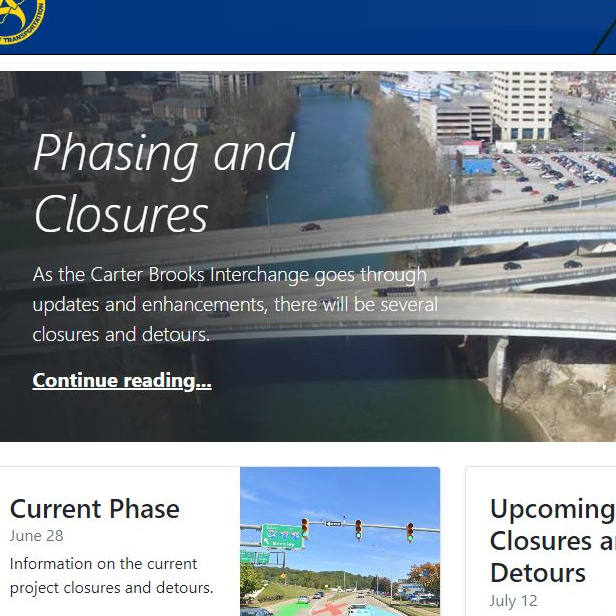 TRANSPORTATION
Phasing and
Closures
As the Carter Brooks Interchange goes through
updates and enhancements, there will be several
closures and detours.
Continue reading...
Current Phase
June 28
Information on the current
project closures and detours.
Upcoming
Closures a
Detours
July 12